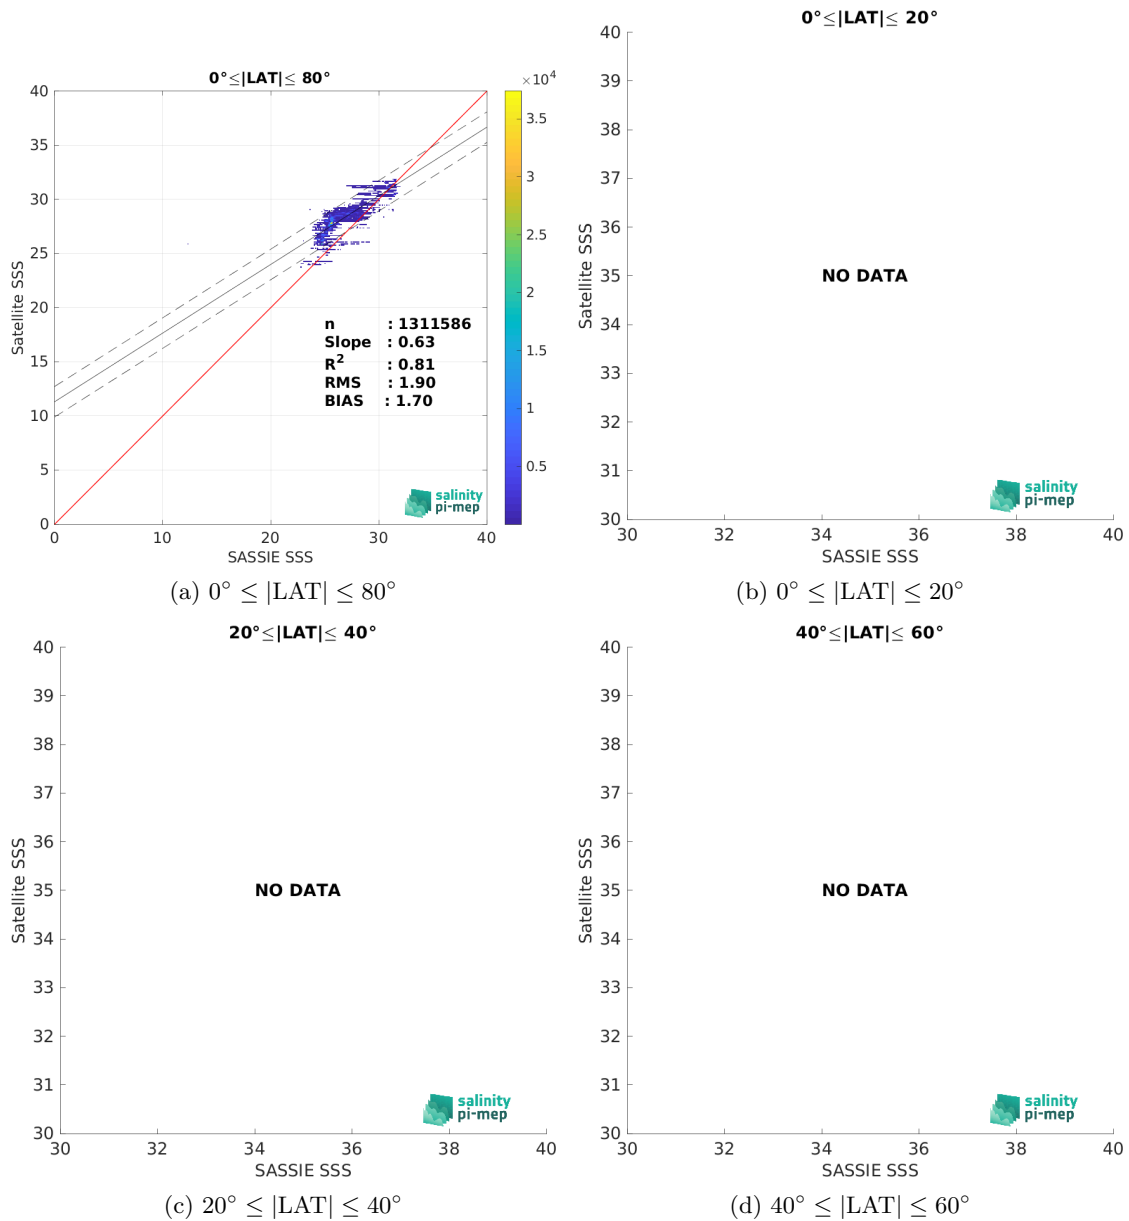 0°≤|LAT|≤ 80°
×10⁴
40
35
30
25
20
15
10
5
0
Satellite SSS
3.5
3
2.5
2
1.5
1
0.5
n : 1311586
Slope : 0.63
R² : 0.81
RMS : 1.90
BIAS : 1.70
salinity
pi-mep
0 10 20 30 40
SASSIE SSS
(a) 0° ≤ |LAT| ≤ 80°
0°≤|LAT|≤ 20°
40
39
38
37
36
35
34
33
32
31
30
Satellite SSS
NO DATA
salinity
pi-mep
30 32 34 36 38 40
SASSIE SSS
(b) 0° ≤ |LAT| ≤ 20°
20°≤|LAT|≤ 40°
40
39
38
37
36
35
34
33
32
31
30
Satellite SSS
NO DATA
salinity
pi-mep
30 32 34 36 38 40
SASSIE SSS
(c) 20° ≤ |LAT| ≤ 40°
40°≤|LAT|≤ 60°
40
39
38
37
36
35
34
33
32
31
30
Satellite SSS
NO DATA
salinity
pi-mep
30 32 34 36 38 40
SASSIE SSS
(d) 40° ≤ |LAT| ≤ 60°